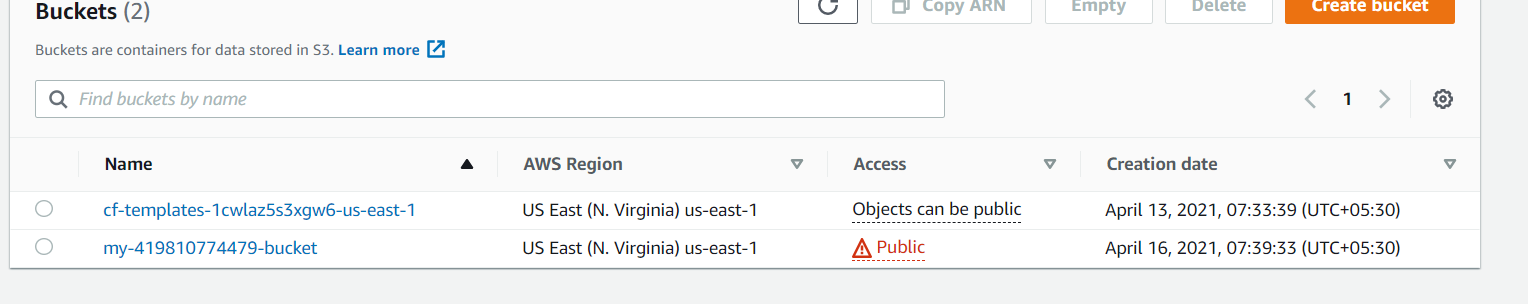 Buckets (2)
Copy ARN
Empty
Delete
Create bucket
Buckets are containers for data stored in S3. Learn more
Find buckets by name
1
Name AWS Region Access Creation date
cf-templates-1cwlaz5s3xgw6-us-east-1 US East (N. Virginia) us-east-1 Objects can be public April 13, 2021, 07:33:39 (UTC+05:30)
my-419810774479-bucket US East (N. Virginia) us-east-1 Public April 16, 2021, 07:39:33 (UTC+05:30)